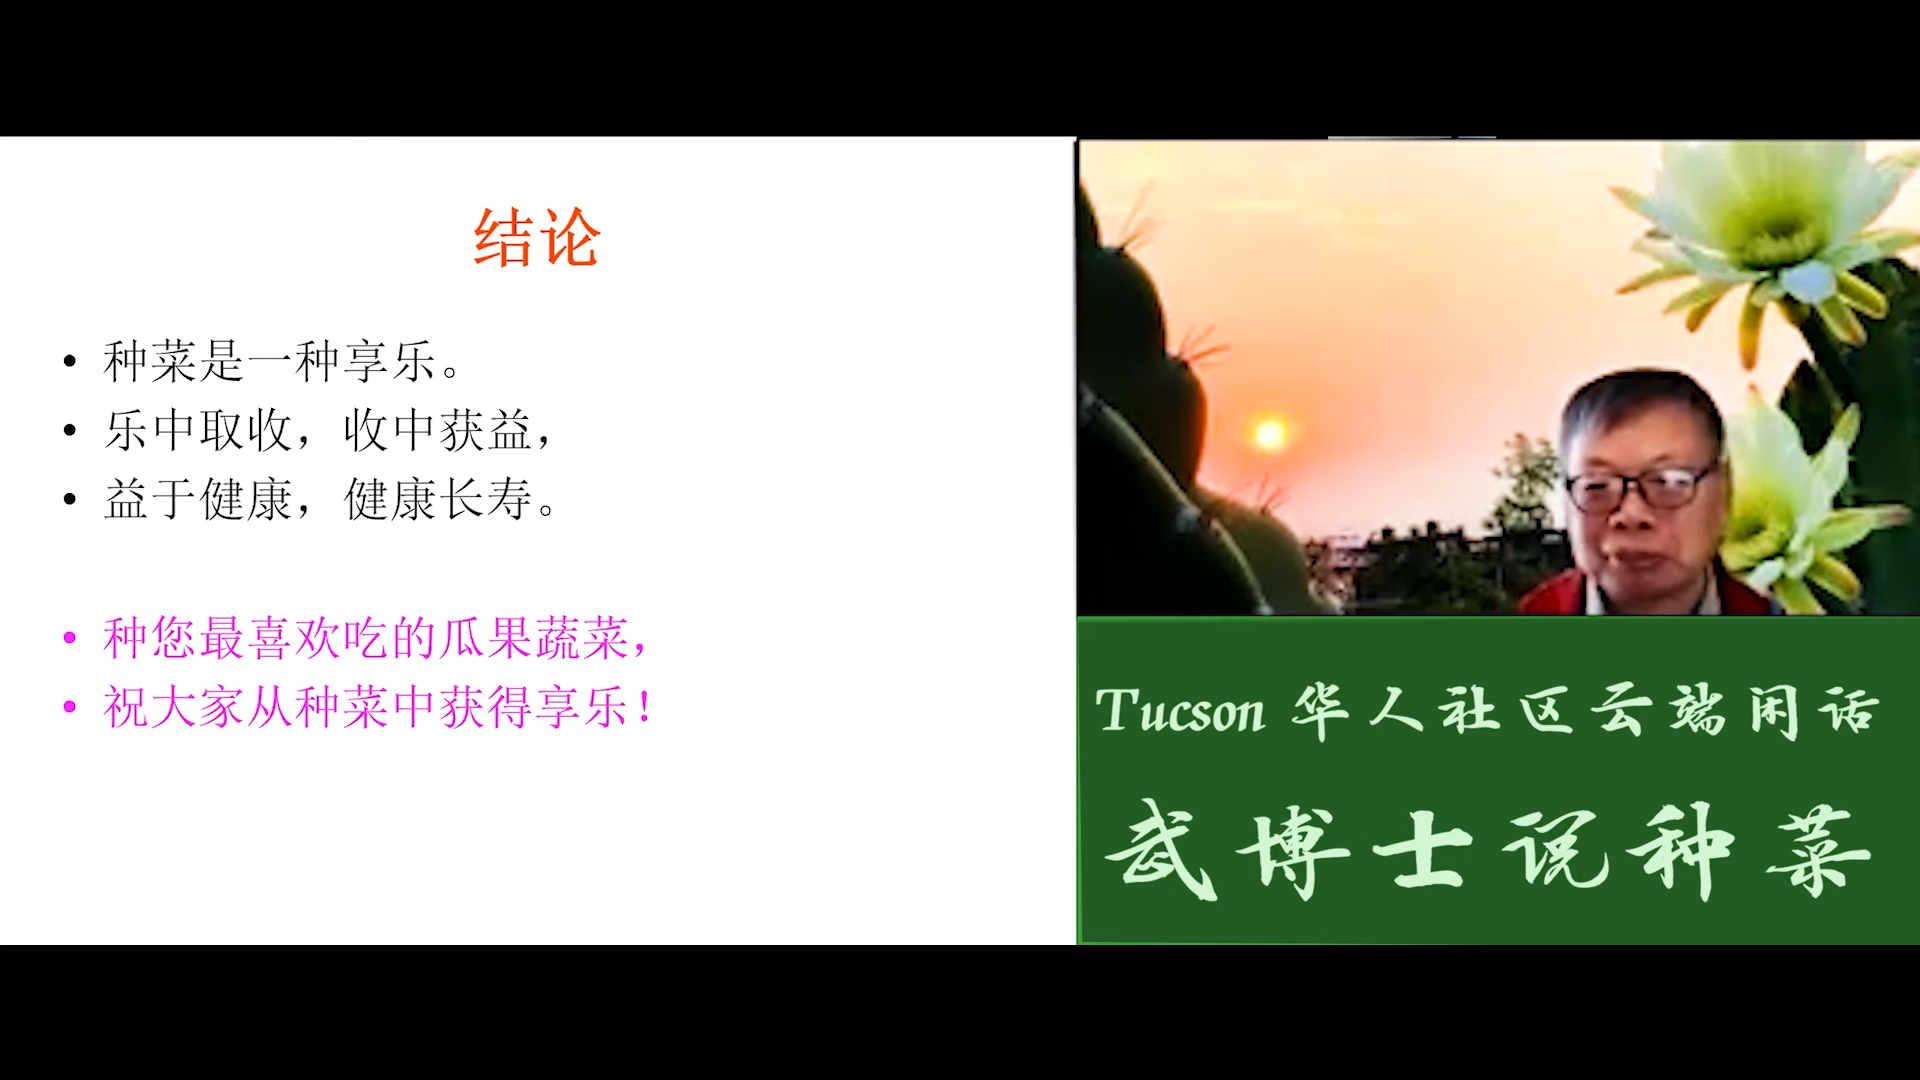 结论
• 种菜是一种享乐。
• 乐中取收，收中获益，
• 益于健康，健康长寿。
• 种您最喜欢吃的瓜果蔬菜，
• 祝大家从种菜中获得享乐！
Tucson 华人社区云端闲话
武博士说种菜